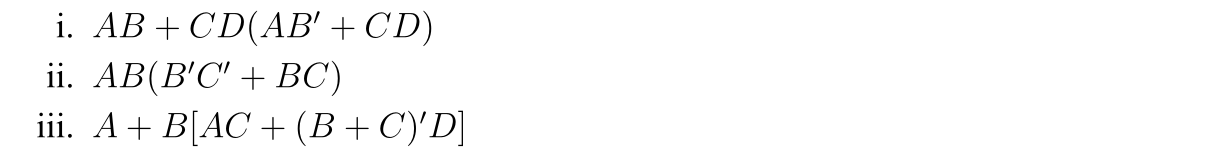 i. AB + CD(AB′ + CD)
ii. AB(B′C′ + BC)
iii. A + B[AC + (B + C)′D]